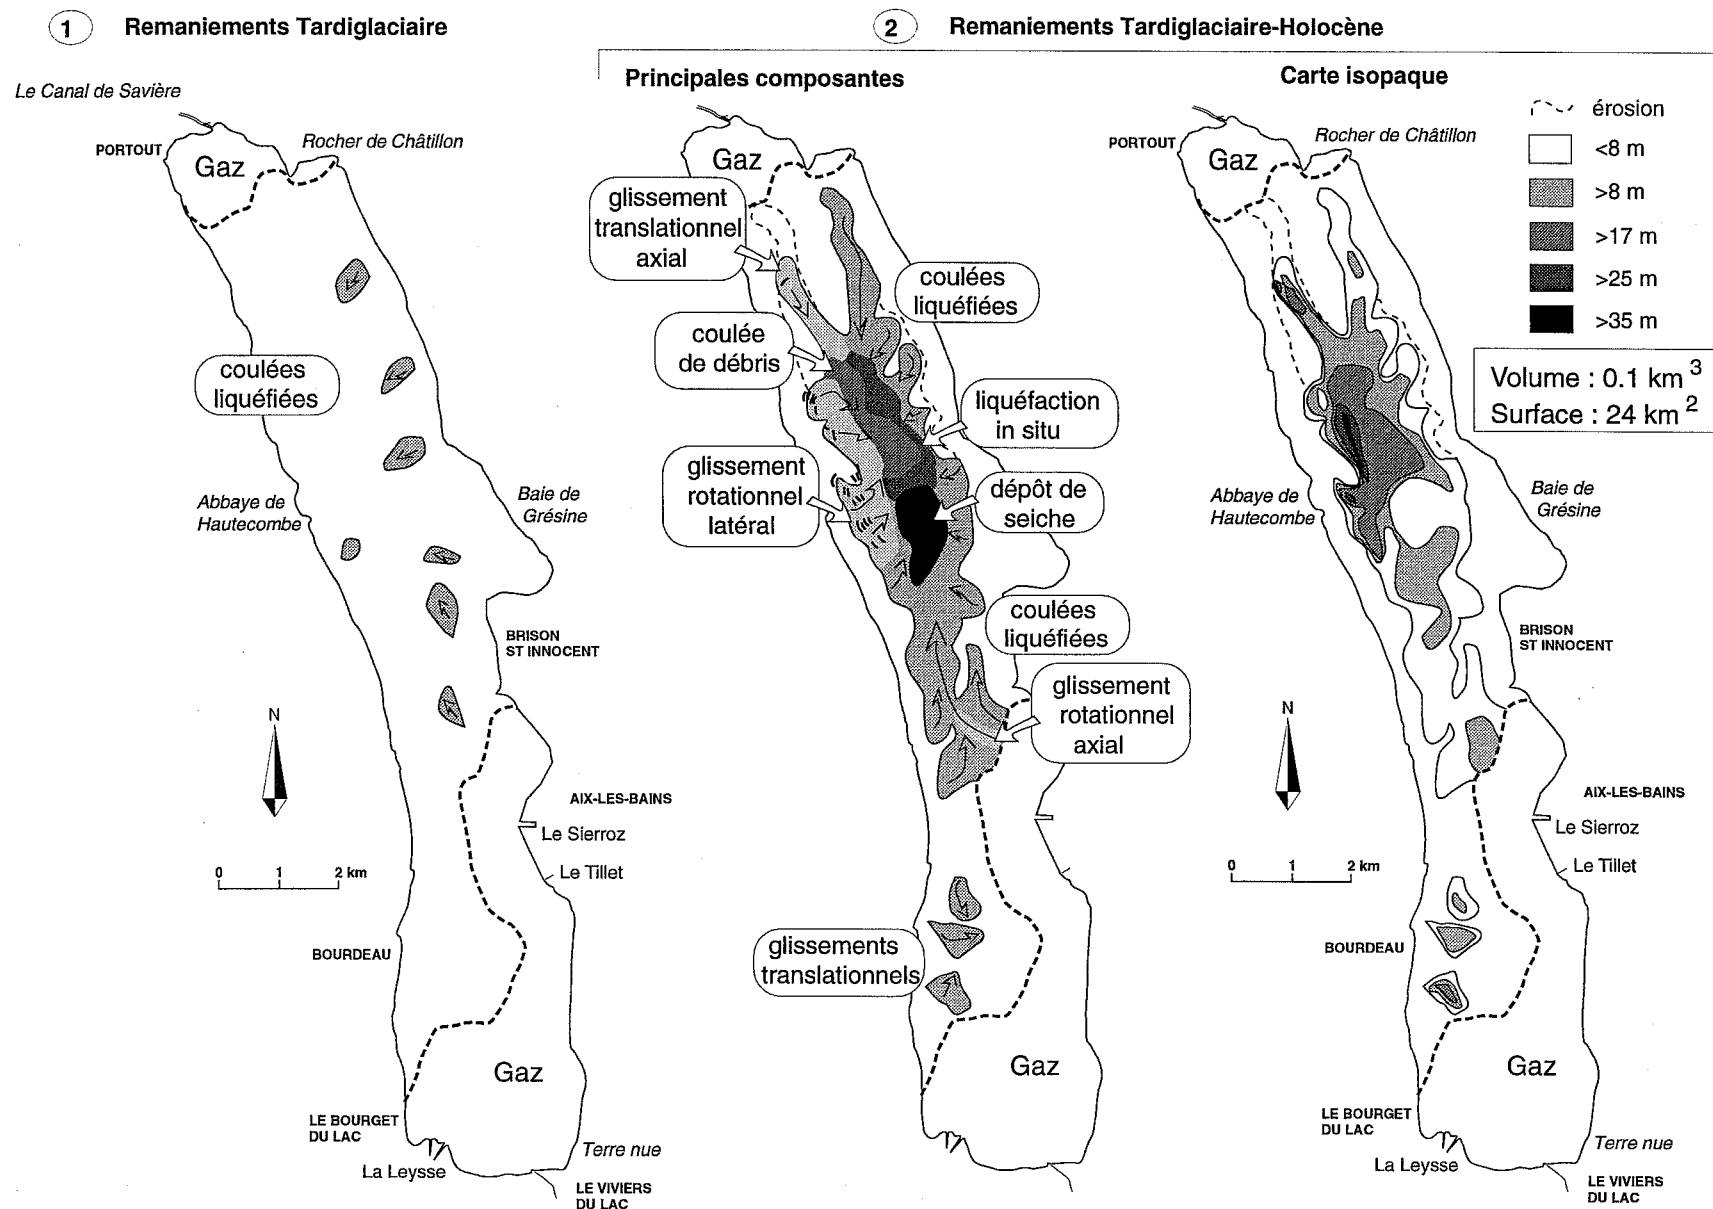 1 Remaniements Tardiglaciaire
2 Remaniements Tardiglaciaire-Holocène
Principales composantes
Carte isopaque
Le Canal de Savière
PORTOUT
Rocher de Châtillon
Gaz
coulées
liquéfiées
Abbaye de
Hautecombe
Baie de
Grésine
BRISON
ST INNOCENT
N
AIX-LES-BAINS
Le Sierroz
0 1 2 km
Le Tillet
BOURDEAU
Gaz
LE BOURGET
DU LAC
Terre nue
La Leysse
LE VIVIERS
DU LAC
Gaz
glissement
translationnel
axial
coulées
liquéfiées
coulée
de débris
liquéfaction
in situ
glissement
rotationnel
latéral
dépôt de
seiche
coulées
liquéfiées
glissement
rotationnel
axial
glissements
translationnels
Gaz
PORTOUT
Rocher de Châtillon
Gaz
érosion
<8 m
>8 m
>17 m
>25 m
>35 m
Volume : 0.1 km 3
Surface : 24 km 2
Abbaye de
Hautecombe
Baie de
Grésine
BRISON
ST INNOCENT
N
AIX-LES-BAINS
Le Sierroz
0 1 2 km
Le Tillet
BOURDEAU
Gaz
LE BOURGET
DU LAC
Terre nue
La Leysse
LE VIVIERS
DU LAC